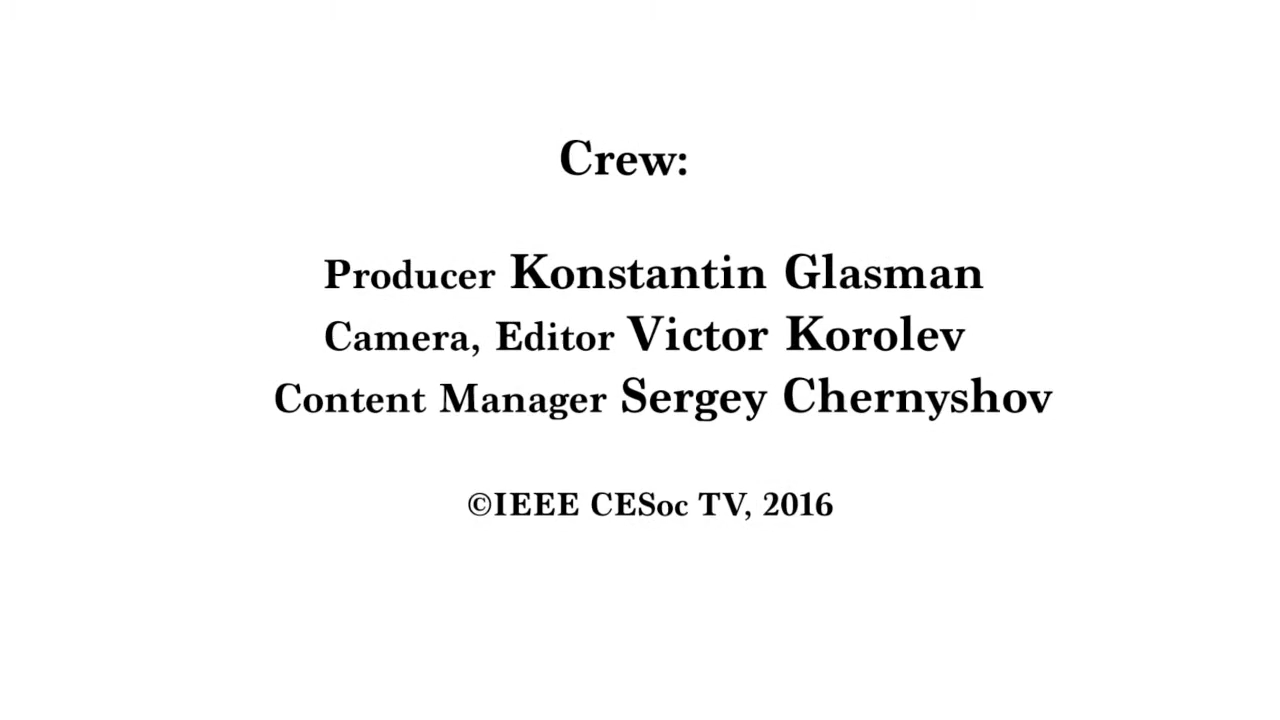 Crew:
Producer Konstantin Glasman
Camera, Editor Victor Korolev
Content Manager Sergey Chernyshov
©IEEE CESoc TV, 2016